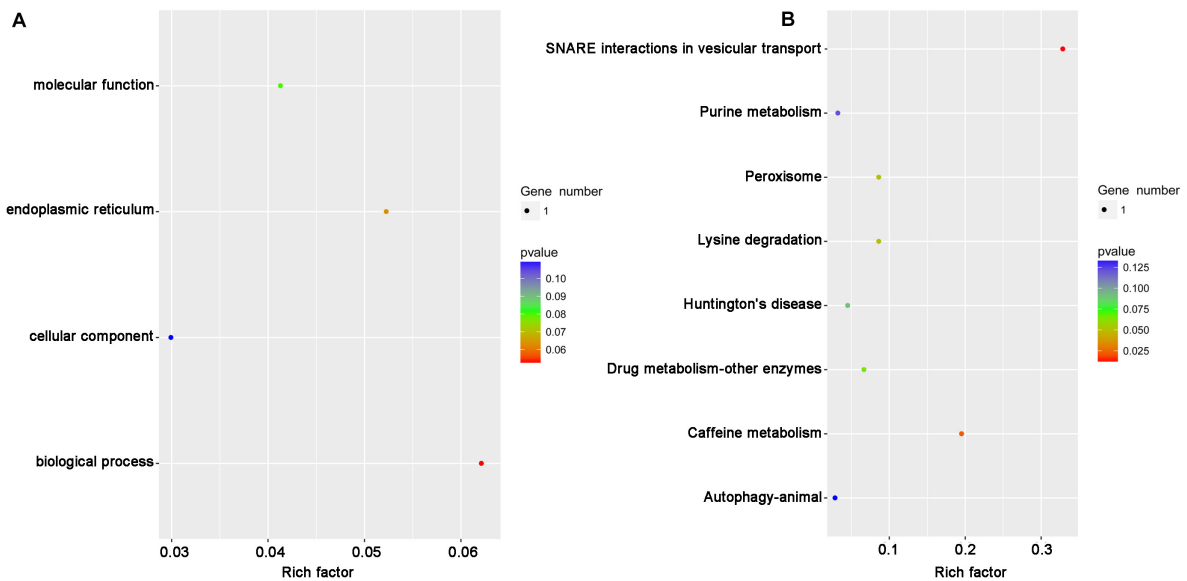 A
molecular function
endoplasmic reticulum
cellular component
biological process
0.03 0.04 0.05 0.06
Rich factor
Gene number
1
pvalue
0.10
0.09
0.08
0.07
0.06
B
SNARE interactions in vesicular transport
Purine metabolism
Peroxisome
Lysine degradation
Huntington's disease
Drug metabolism-other enzymes
Caffeine metabolism
Autophagy-animal
0.1 0.2 0.3
Rich factor
Gene number
1
pvalue
0.125
0.100
0.075
0.050
0.025